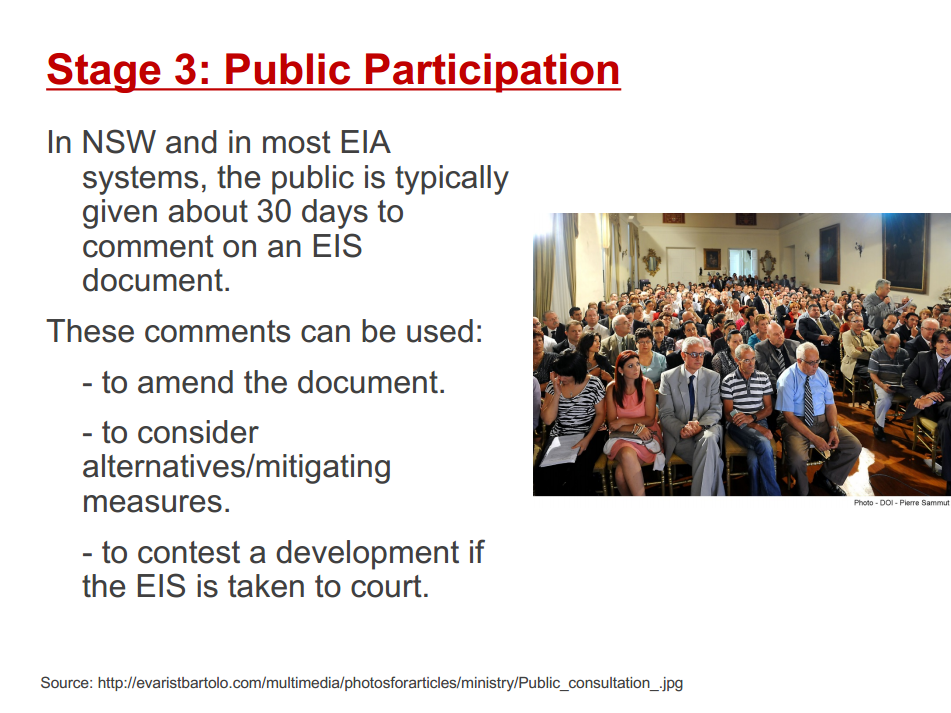 Stage 3: Public Participation
In NSW and in most EIA
systems, the public is typically
given about 30 days to
comment on an EIS
document.
These comments can be used:
- to amend the document.
- to consider
alternatives/mitigating
measures.
- to contest a development if
the EIS is taken to court.
Photo - DOI - Pierre Sammut
Source: http://evaristbartolo.com/multimedia/photosforarticles/ministry/Public_consultation_.jpg